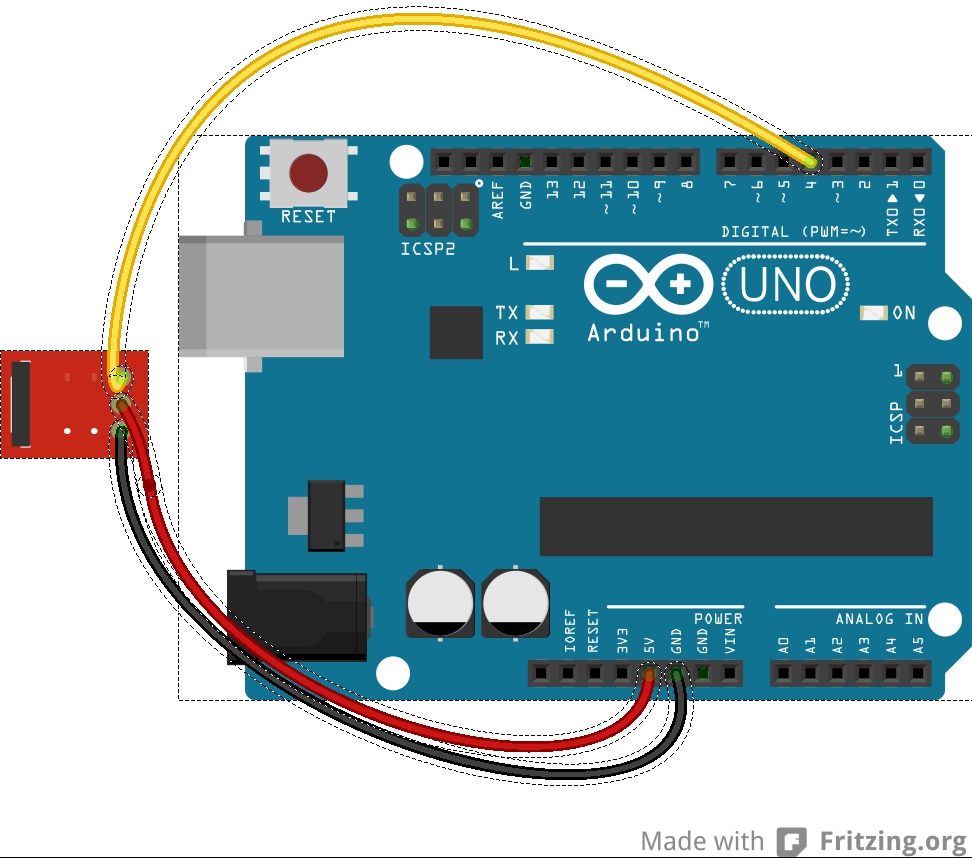 RESET
ICSP2
AREF
GND
13
12
~11
~10
~9
8
7
~6
~5
4
~3
2
TX0▶1
RX0◀0
DIGITAL (PWM=~)
L
TX
RX
UNO
Arduino™
ON
1
ICSP
POWER
ANALOG IN
IOREF
RESET
3V3
5V
GND
GND
VIN
A0
A1
A2
A3
A4
A5
Made with Fritzing.org